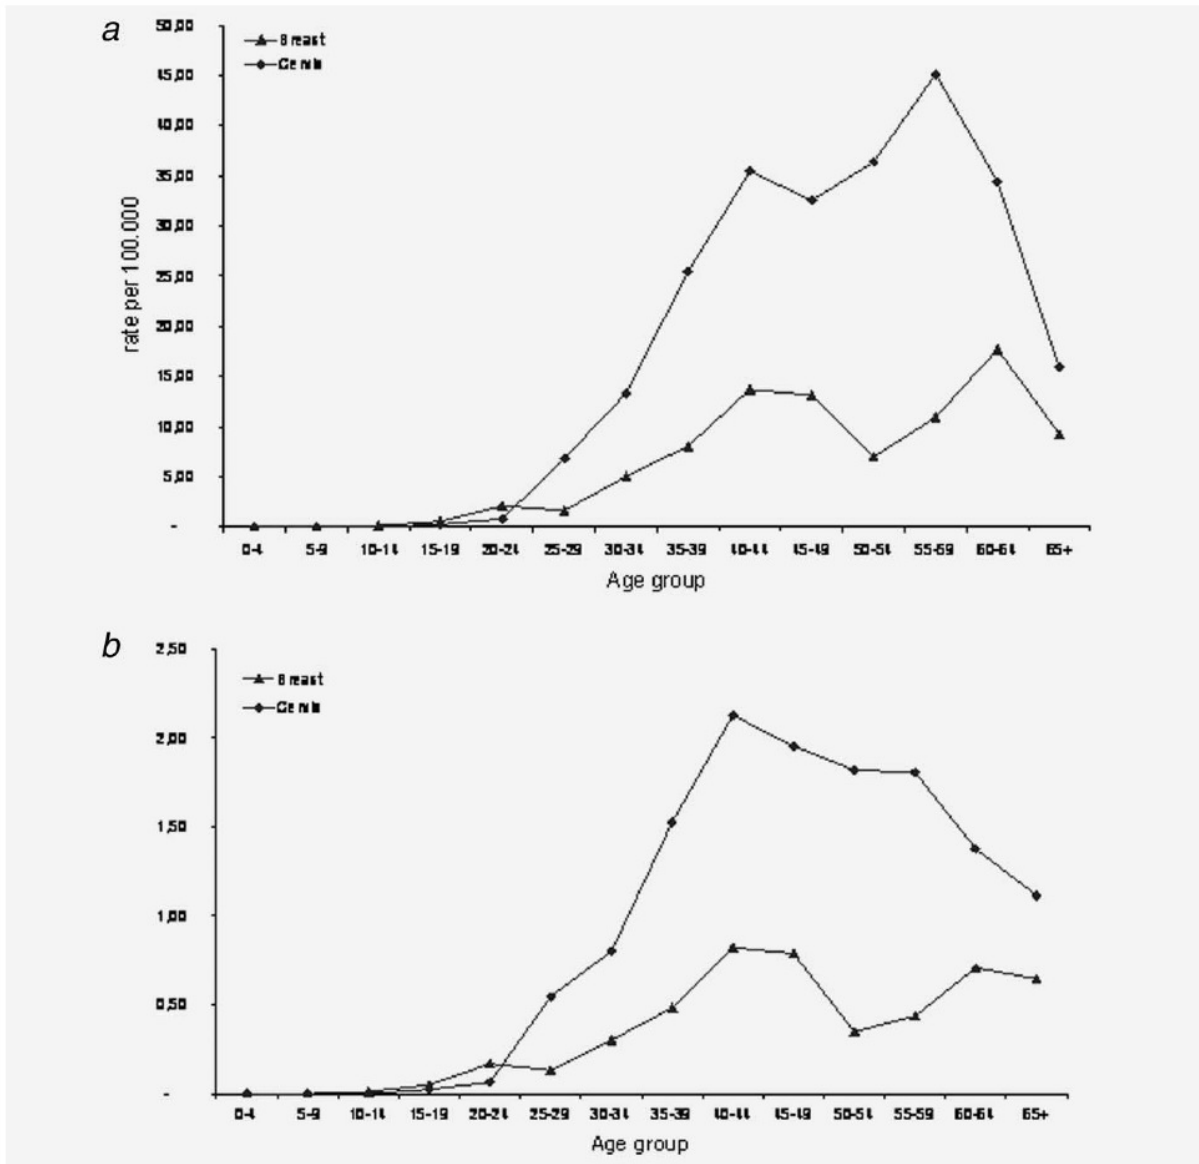 a
50,00
Breast
Cervix
45,00
40,00
35,00
30,00
25,00
20,00
15,00
10,00
5,00
-
rate per 100.000
0-4 5-9 10-14 15-19 20-24 25-29 30-34 35-39 40-44 45-49 50-54 55-59 60-64 65+
Age group
b
2,50
Breast
Cervix
2,00
1,50
1,00
0,50
-
0-4 5-9 10-14 15-19 20-24 25-29 30-34 35-39 40-44 45-49 50-54 55-59 60-64 65+
Age group